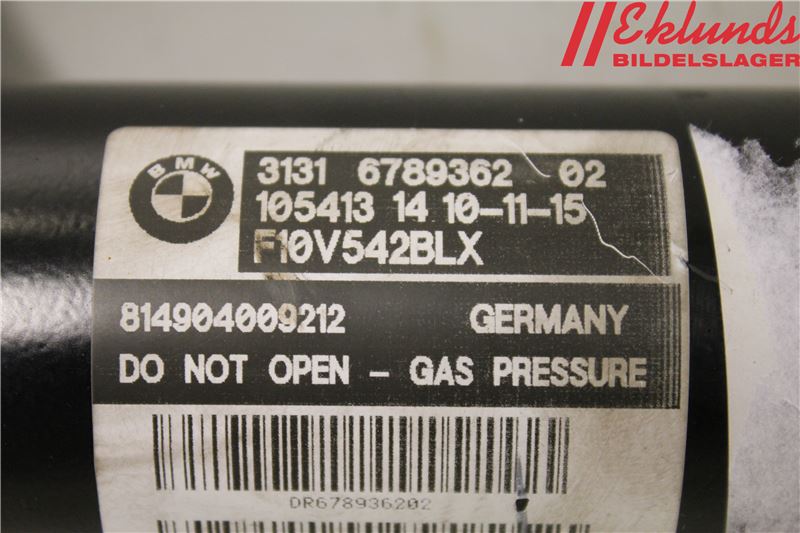 Eklunds
BILDELSLAGER
BMW
3131 6789362 02
105413 14 10-11-15
F10V542BLX
814904009212 GERMANY
DO NOT OPEN - GAS PRESSURE
DR678936202